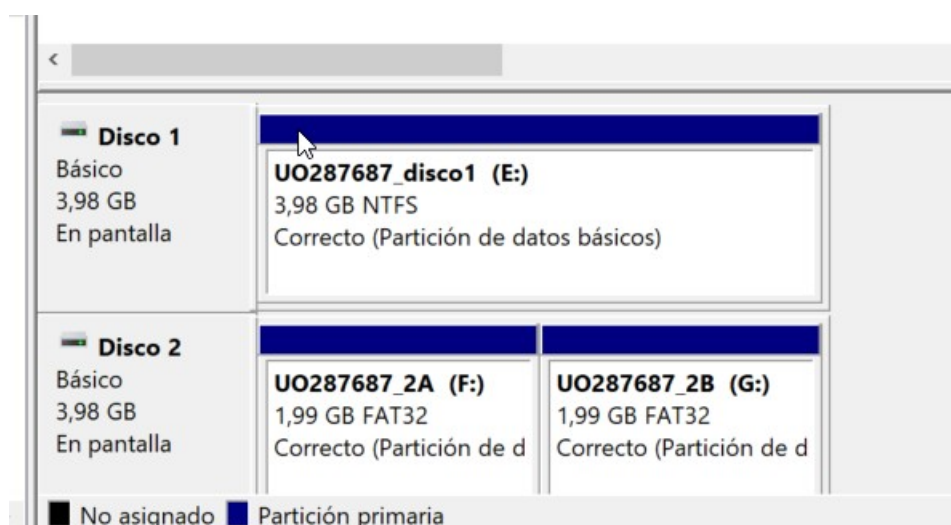 Disco 1
Básico
3,98 GB
En pantalla
UO287687_disco1 (E:)
3,98 GB NTFS
Correcto (Partición de datos básicos)
Disco 2
Básico
3,98 GB
En pantalla
UO287687_2A (F:)
1,99 GB FAT32
Correcto (Partición de d
UO287687_2B (G:)
1,99 GB FAT32
Correcto (Partición de d
No asignado Partición primaria